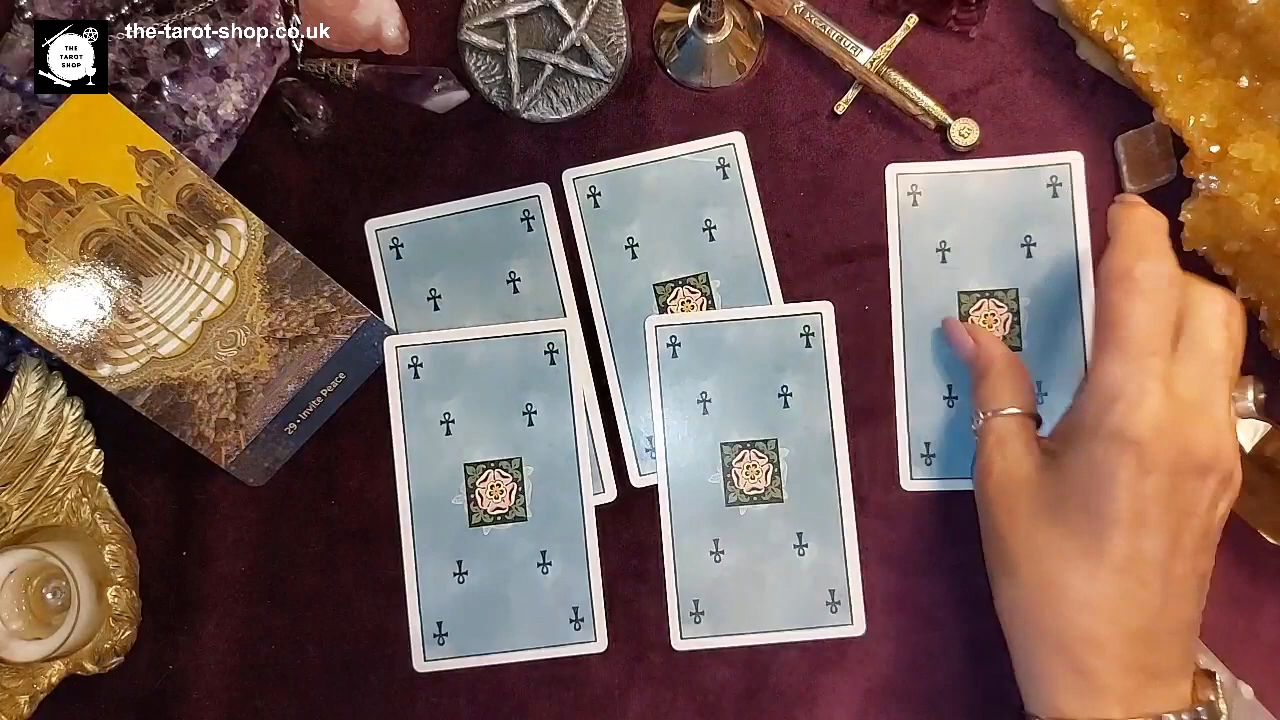 the-tarot-shop.co.uk
THE
TAROT
SHOP
EXCALIBUR
29 • Invite Peace